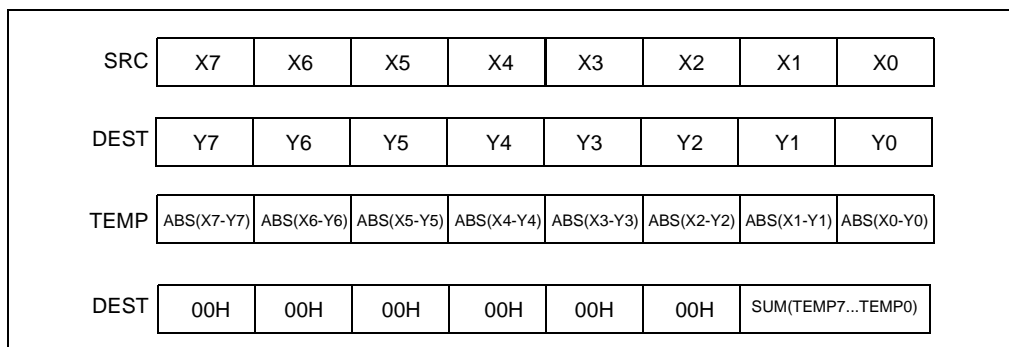 SRC X7 X6 X5 X4 X3 X2 X1 X0
DEST Y7 Y6 Y5 Y4 Y3 Y2 Y1 Y0
TEMP ABS(X7-Y7) ABS(X6-Y6) ABS(X5-Y5) ABS(X4-Y4) ABS(X3-Y3) ABS(X2-Y2) ABS(X1-Y1) ABS(X0-Y0)
DEST 00H 00H 00H 00H 00H 00H SUM(TEMP7...TEMP0)